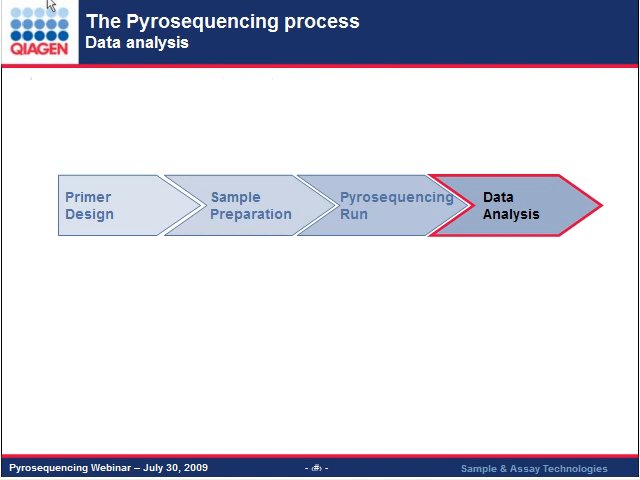 QIAGEN
The Pyrosequencing process
Data analysis
Primer
Design
Sample
Preparation
Pyrosequencing
Run
Data
Analysis
Pyrosequencing Webinar – July 30, 2009
- ‹#› -
Sample & Assay Technologies